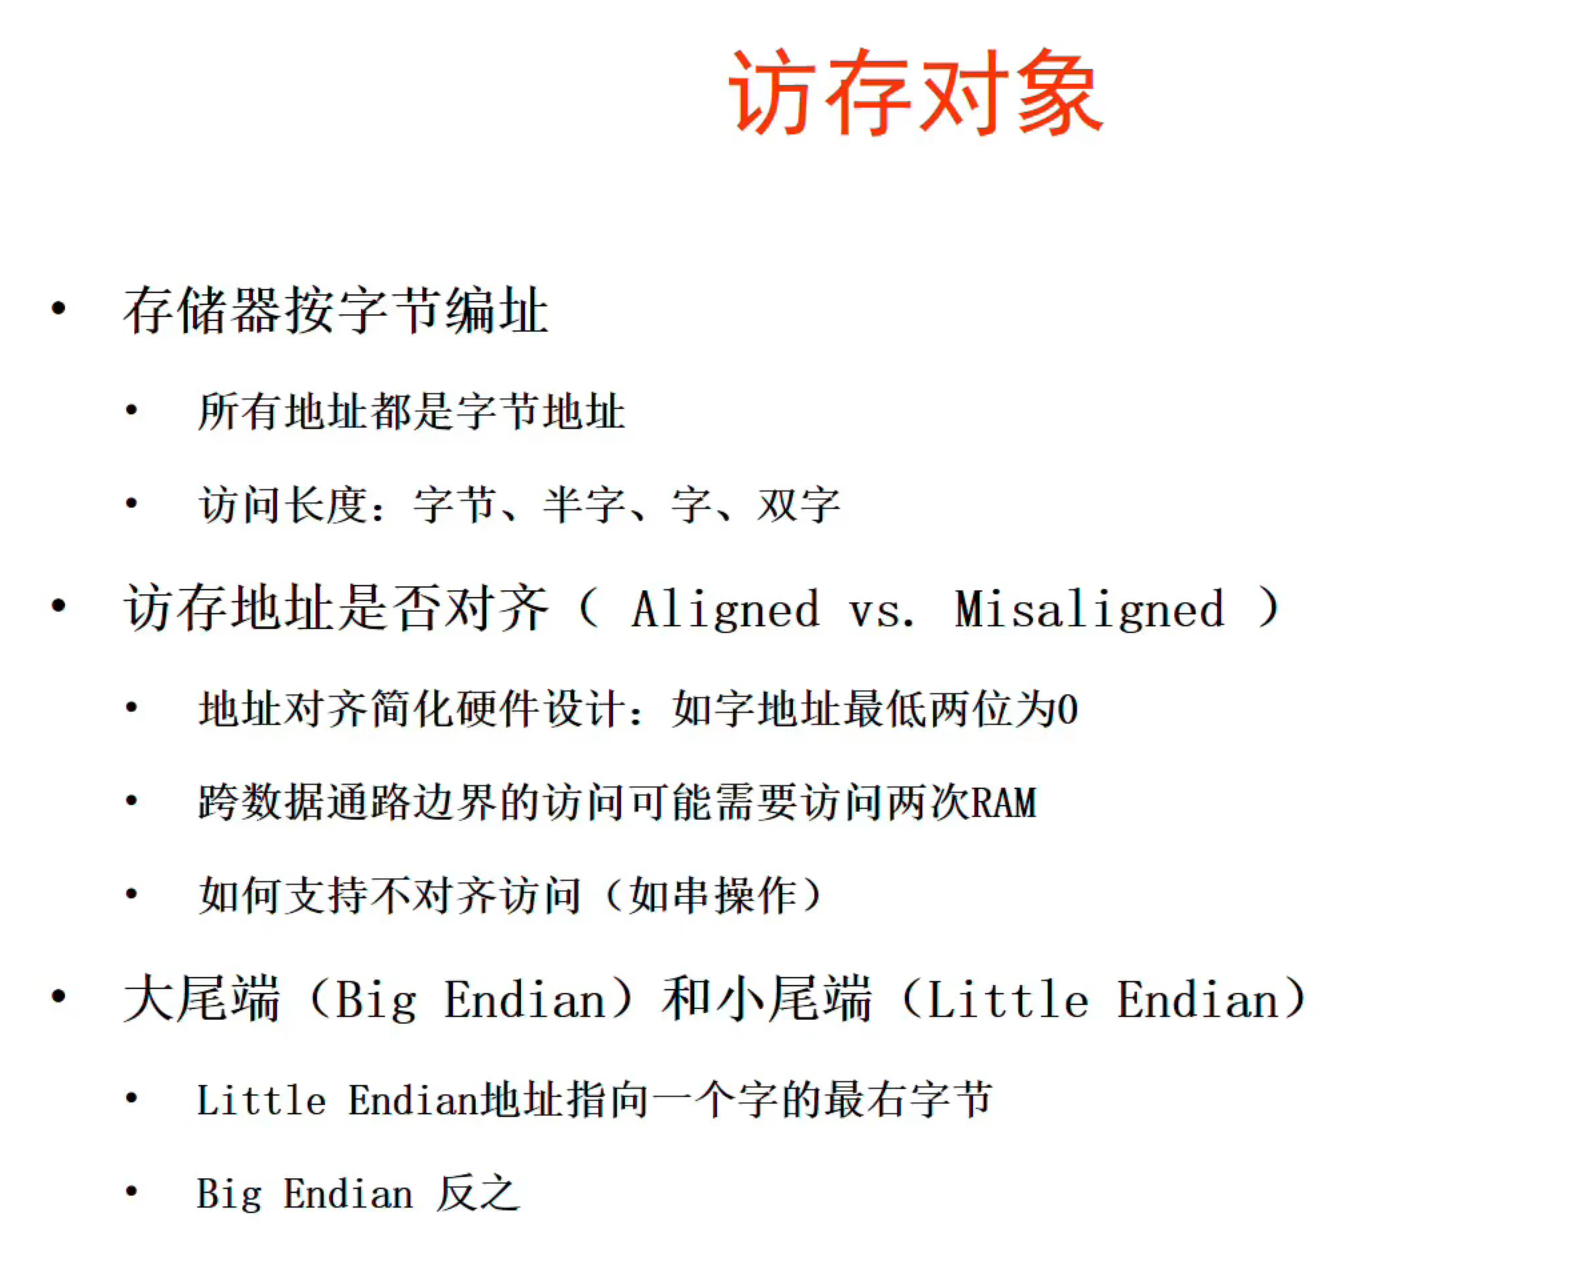 访存对象
• 存储器按字节编址
• 所有地址都是字节地址
• 访问长度：字节、半字、字、双字
• 访存地址是否对齐（ Aligned vs. Misaligned ）
• 地址对齐简化硬件设计：如字地址最低两位为0
• 跨数据通路边界的访问可能需要访问两次RAM
• 如何支持不对齐访问（如串操作）
• 大尾端（Big Endian）和小尾端（Little Endian）
• Little Endian地址指向一个字的最右字节
• Big Endian 反之